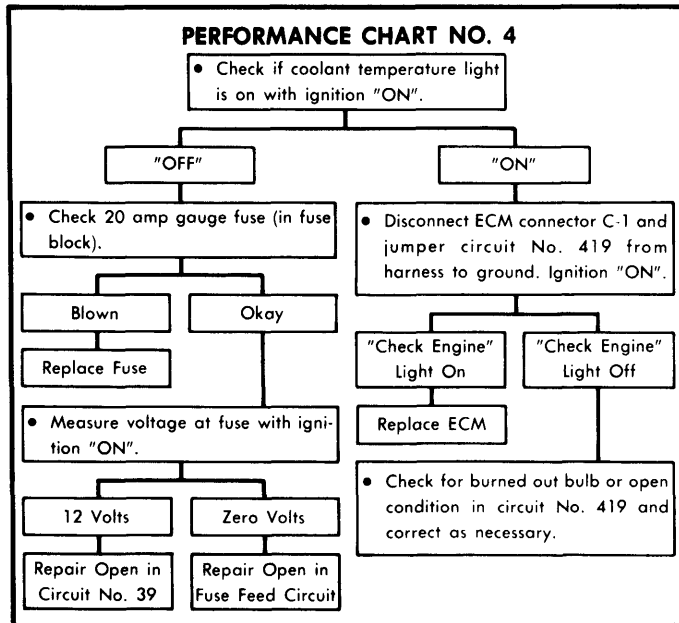 PERFORMANCE CHART NO. 4
• Check if coolant temperature light
is on with ignition "ON".
"OFF"
• Check 20 amp gauge fuse (in fuse
block).
Blown
Okay
Replace Fuse
• Measure voltage at fuse with igni-
tion "ON".
12 Volts
Zero Volts
Repair Open in
Circuit No. 39
Repair Open in
Fuse Feed Circuit
"ON"
• Disconnect ECM connector C-1 and
jumper circuit No. 419 from
harness to ground. Ignition "ON".
"Check Engine"
Light On
"Check Engine"
Light Off
Replace ECM
• Check for burned out bulb or open
condition in circuit No. 419 and
correct as necessary.